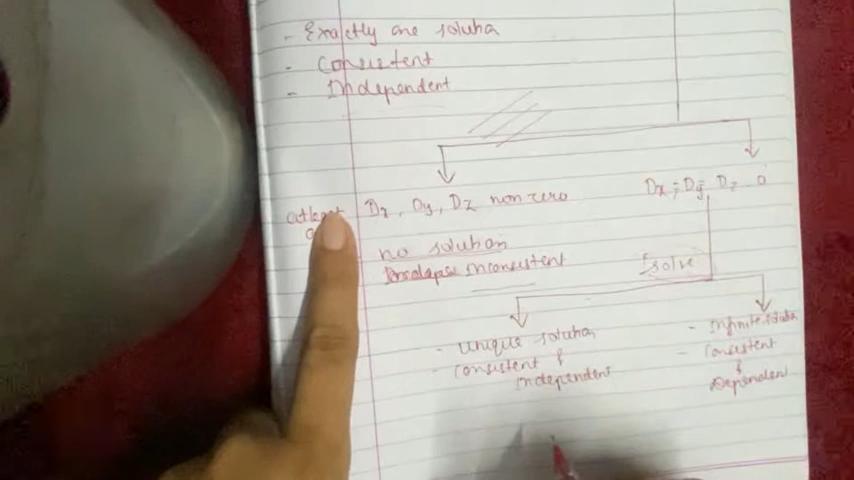 - Exactly one solution
- Consistent
- Independent
atleast Dx, Dy, Dz non zero
Dx = Dy = Dz = 0
no solution
inconsistent
Solve
- Unique solution
- Consistent &
Independent
- Infinite solution
- Consistent
&
Dependent